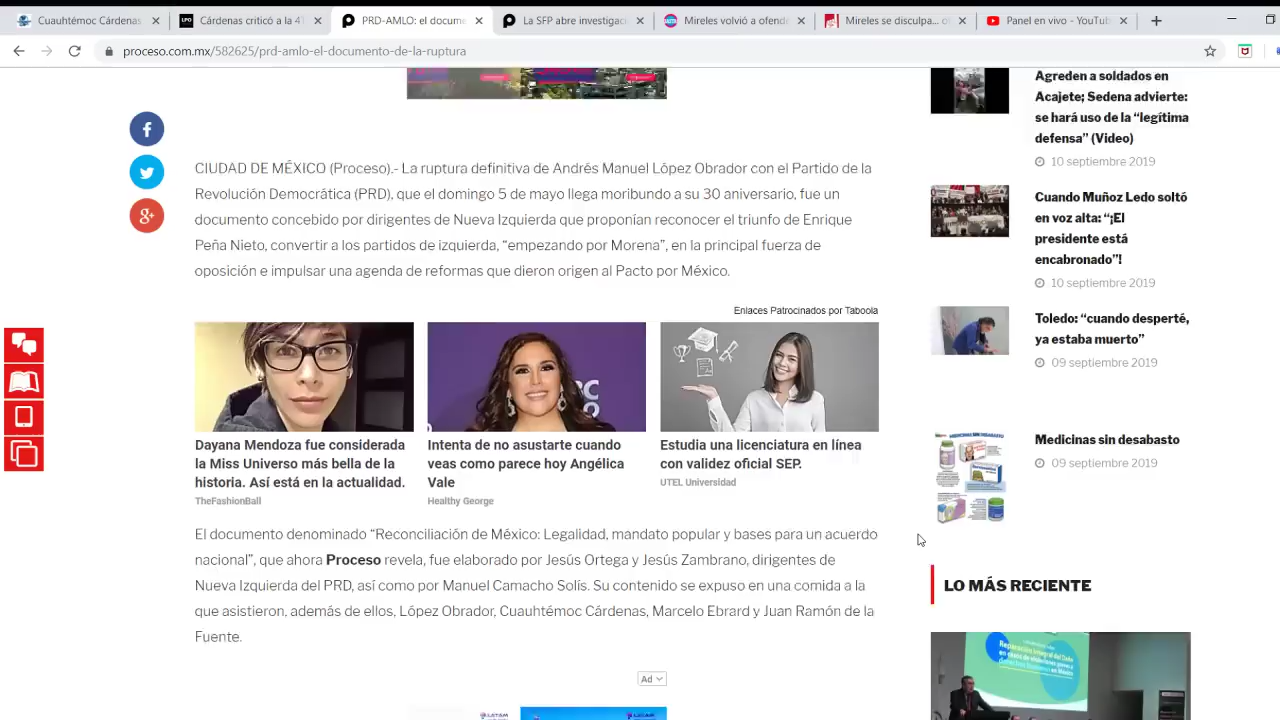 Cuauhtémoc Cárdenas
Cárdenas criticó a la 4T
PRD-AMLO: el docume
La SFP abre investigac
Mireles volvió a ofende
Mireles se disculpa... o
Panel en vivo - YouTub
proceso.com.mx/582625/prd-amlo-el-documento-de-la-ruptura
CIUDAD DE MÉXICO (Proceso).- La ruptura definitiva de Andrés Manuel López Obrador con el Partido de la
Revolución Democrática (PRD), que el domingo 5 de mayo llega moribundo a su 30 aniversario, fue un
documento concebido por dirigentes de Nueva Izquierda que proponían reconocer el triunfo de Enrique
Peña Nieto, convertir a los partidos de izquierda, “empezando por Morena”, en la principal fuerza de
oposición e impulsar una agenda de reformas que dieron origen al Pacto por México.
Enlaces Patrocinados por Taboola
Dayana Mendoza fue considerada
la Miss Universo más bella de la
historia. Así está en la actualidad.
TheFashionBall
Intenta de no asustarte cuando
veas como parece hoy Angélica
Vale
Healthy George
Estudia una licenciatura en línea
con validez oficial SEP.
UTEL Universidad
El documento denominado “Reconciliación de México: Legalidad, mandato popular y bases para un acuerdo
nacional”, que ahora Proceso revela, fue elaborado por Jesús Ortega y Jesús Zambrano, dirigentes de
Nueva Izquierda del PRD, así como por Manuel Camacho Solís. Su contenido se expuso en una comida a la
que asistieron, además de ellos, López Obrador, Cuauhtémoc Cárdenas, Marcelo Ebrard y Juan Ramón de la
Fuente.
Ad
Agreden a soldados en
Acajete; Sedena advierte:
se hará uso de la “legítima
defensa” (Video)
10 septiembre 2019
Cuando Muñoz Ledo soltó
en voz alta: “¡El
presidente está
encabronado”!
10 septiembre 2019
Toledo: “cuando desperté,
ya estaba muerto”
09 septiembre 2019
Medicinas sin desabasto
09 septiembre 2019
LO MÁS RECIENTE
Reparación Integral del Daño